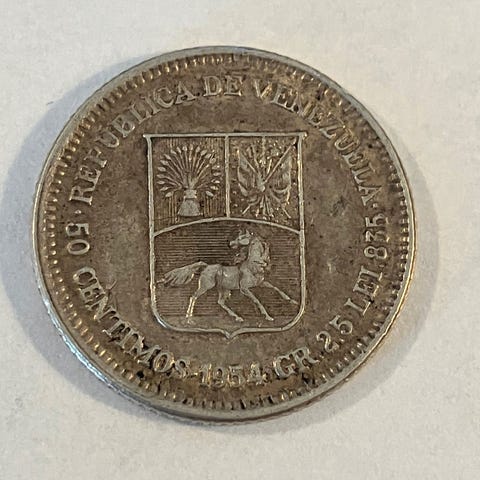 ·REPUBLICA DE VENEZUELA·
50 CENTIMOS·1954·GR.2,5 LEI.835